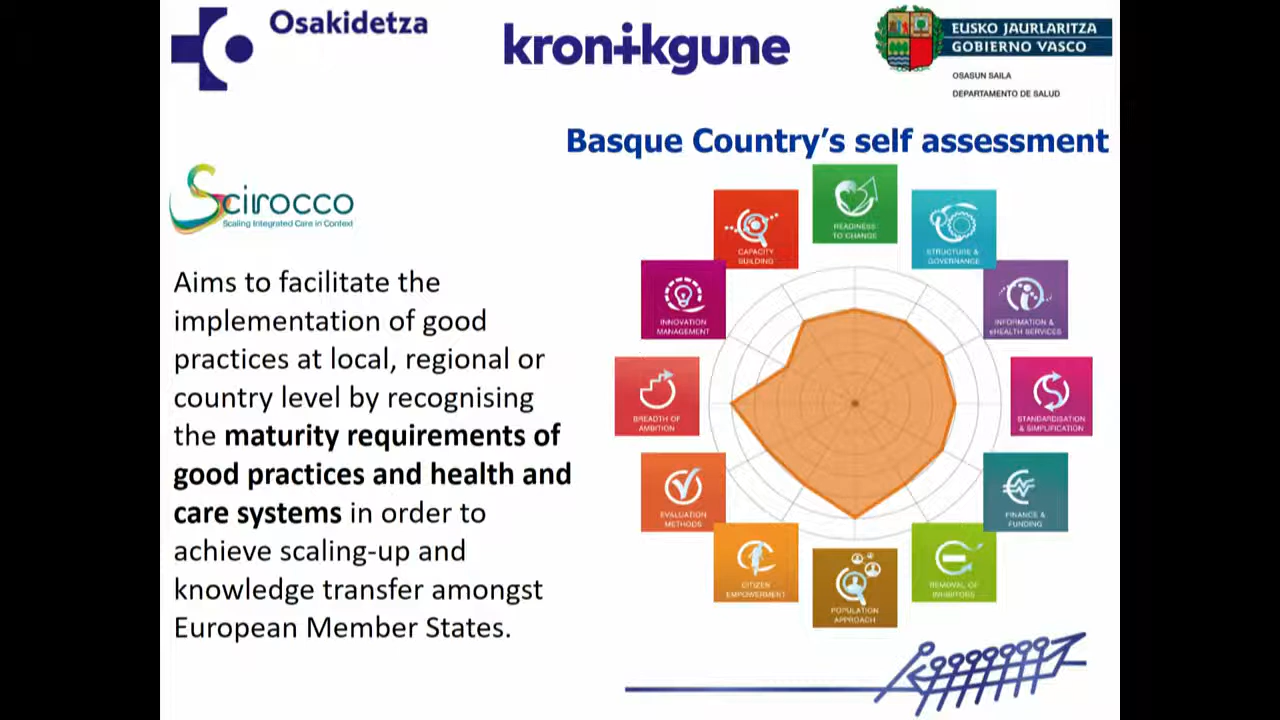 Osakidetza
kronikgune
EUSKO JAURLARITZA
GOBIERNO VASCO
OSASUN SAILA
DEPARTAMENTO DE SALUD
Basque Country's self assessment
Scirocco
Scaling Integrated Care in Context
Aims to facilitate the
implementation of good
practices at local, regional or
country level by recognising
the maturity requirements of
good practices and health and
care systems in order to
achieve scaling-up and
knowledge transfer amongst
European Member States.
READINESS
TO CHANGE
STRUCTURE &
GOVERNANCE
INFORMATION &
eHEALTH SERVICES
STANDARDISATION
& SIMPLIFICATION
FINANCE &
FUNDING
REMOVAL OF
INHIBITORS
POPULATION
APPROACH
CITIZEN
EMPOWERMENT
EVALUATION
METHODS
BREADTH OF
AMBITION
INNOVATION
MANAGEMENT
CAPACITY
BUILDING